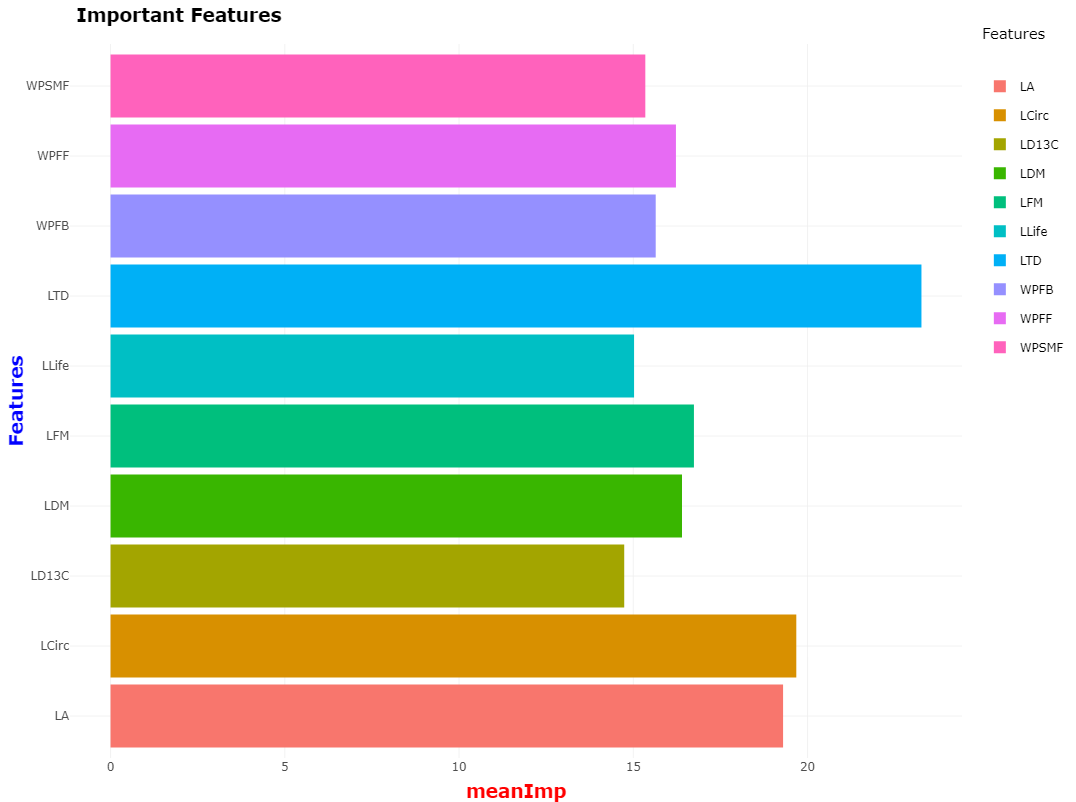 Important Features
Features
WPSMF
WPFF
WPFB
LTD
LLife
LFM
LDM
LD13C
LCirc
LA
0 5 10 15 20
meanImp
Features
LA
LCirc
LD13C
LDM
LFM
LLife
LTD
WPFB
WPFF
WPSMF